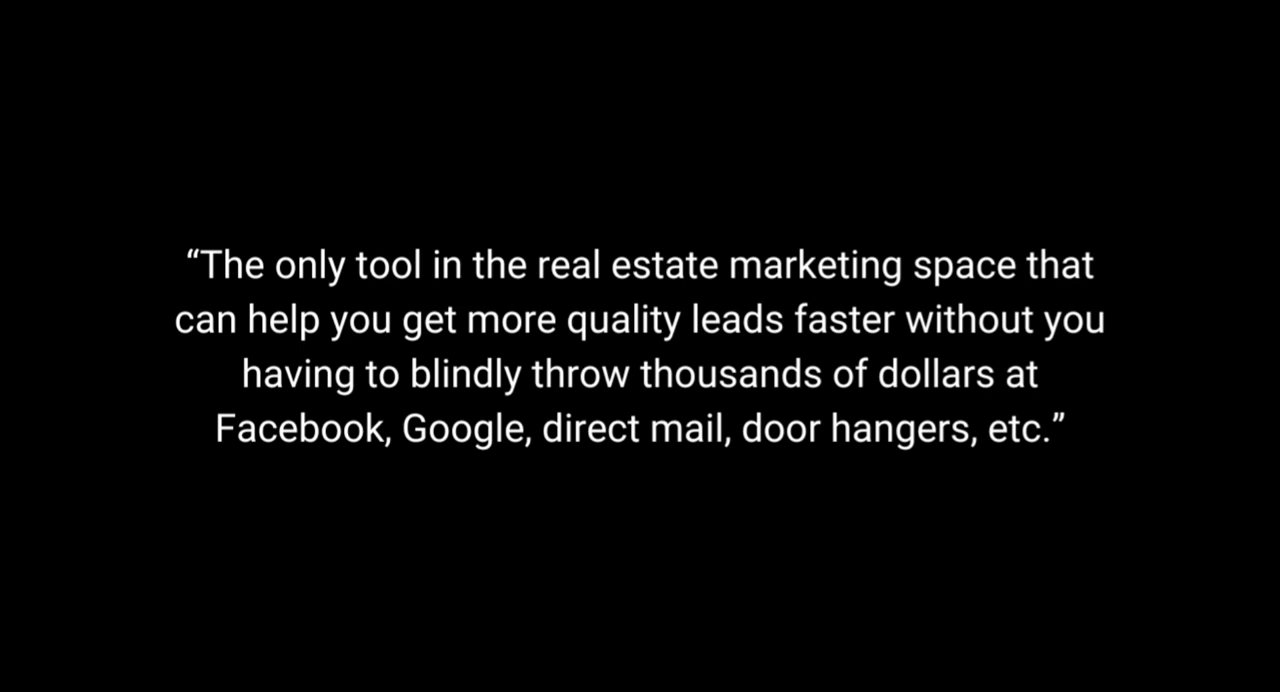 “The only tool in the real estate marketing space that
can help you get more quality leads faster without you
having to blindly throw thousands of dollars at
Facebook, Google, direct mail, door hangers, etc.”